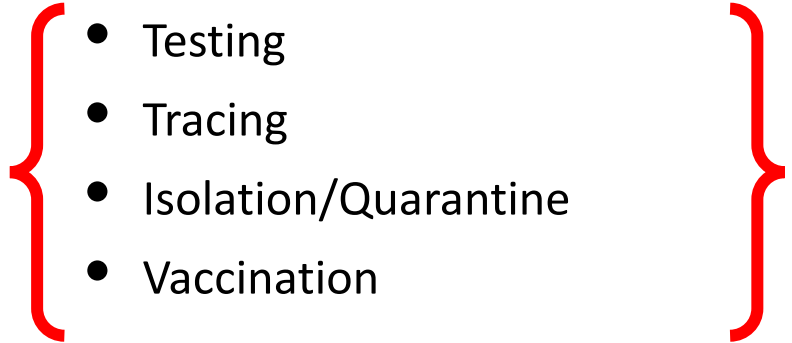 • Testing
• Tracing
• Isolation/Quarantine
• Vaccination